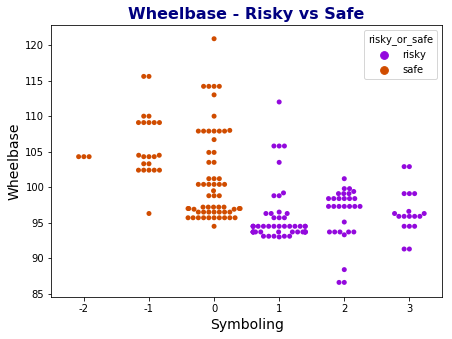 Wheelbase - Risky vs Safe
risky_or_safe
risky
safe
Wheelbase
120
115
110
105
100
95
90
85
-2
-1
0
1
2
3
Symboling